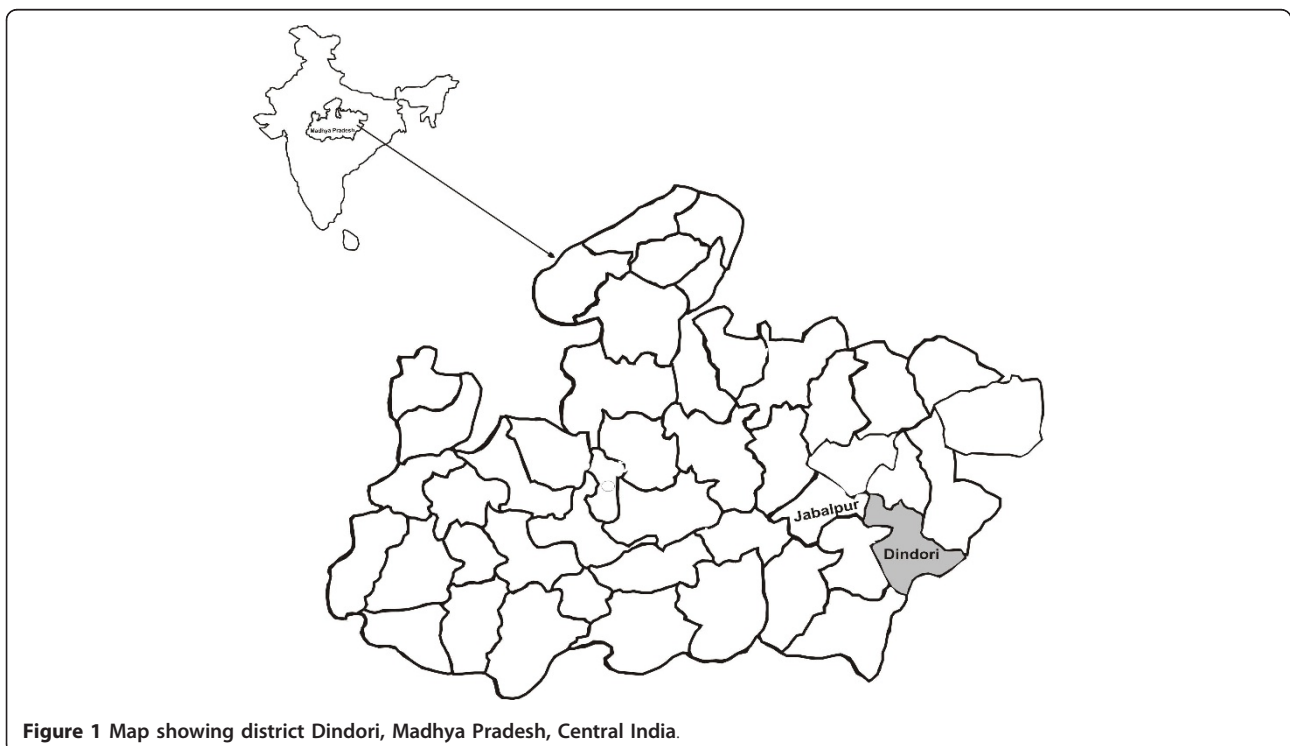 Madhya Pradesh
Jabalpur
Dindori
Figure 1 Map showing district Dindori, Madhya Pradesh, Central India.